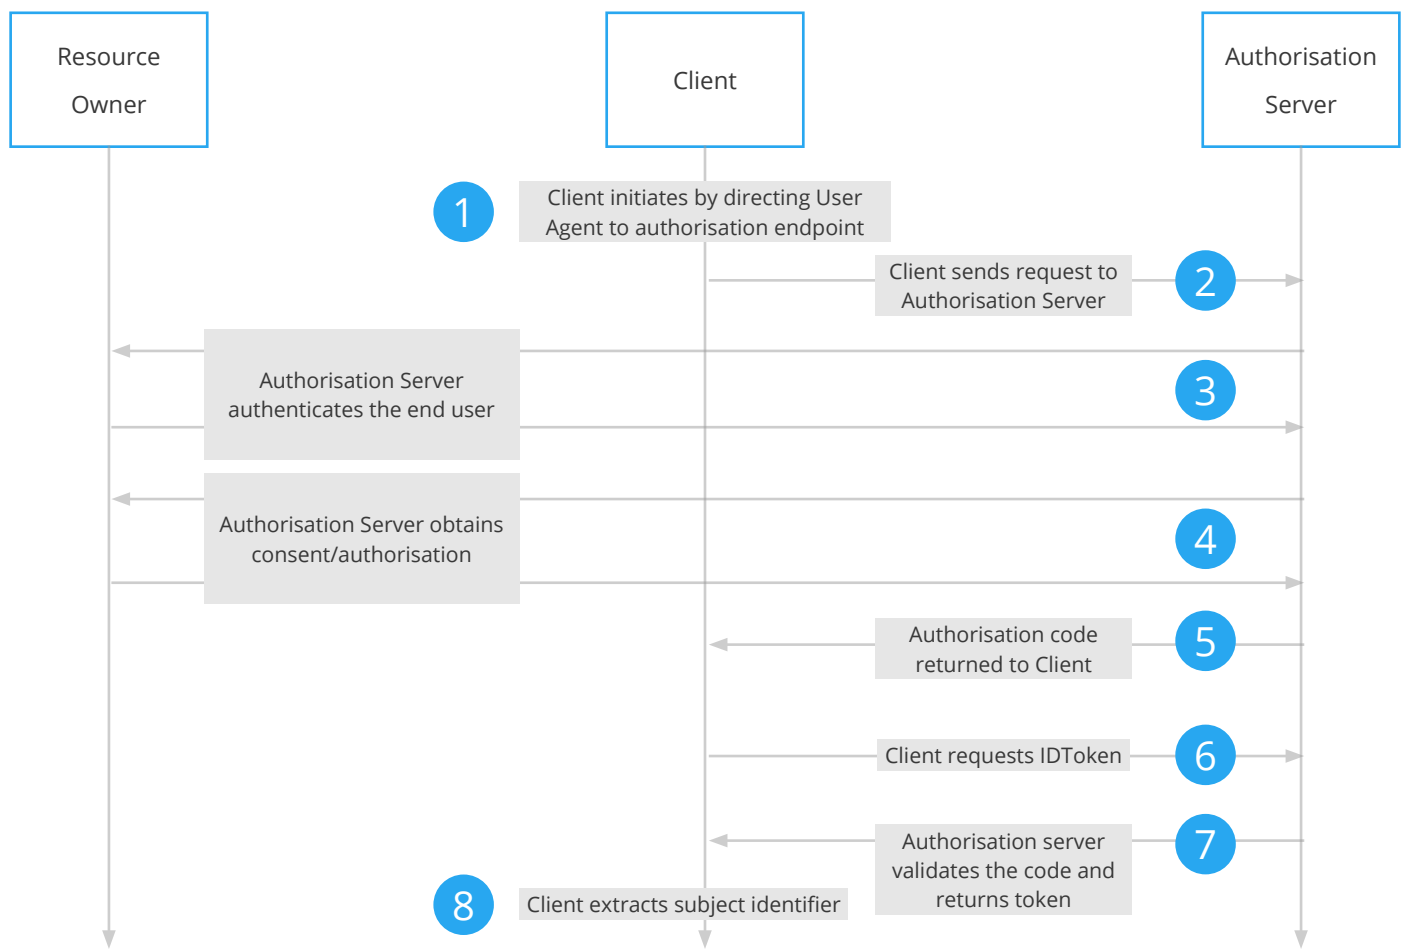 Resource
Owner
Client
Authorisation
Server
1
Client initiates by directing User
Agent to authorisation endpoint
Client sends request to
Authorisation Server
2
Authorisation Server
authenticates the end user
3
Authorisation Server obtains
consent/authorisation
4
Authorisation code
returned to Client
5
Client requests IDToken
6
Authorisation server
validates the code and
returns token
7
8
Client extracts subject identifier